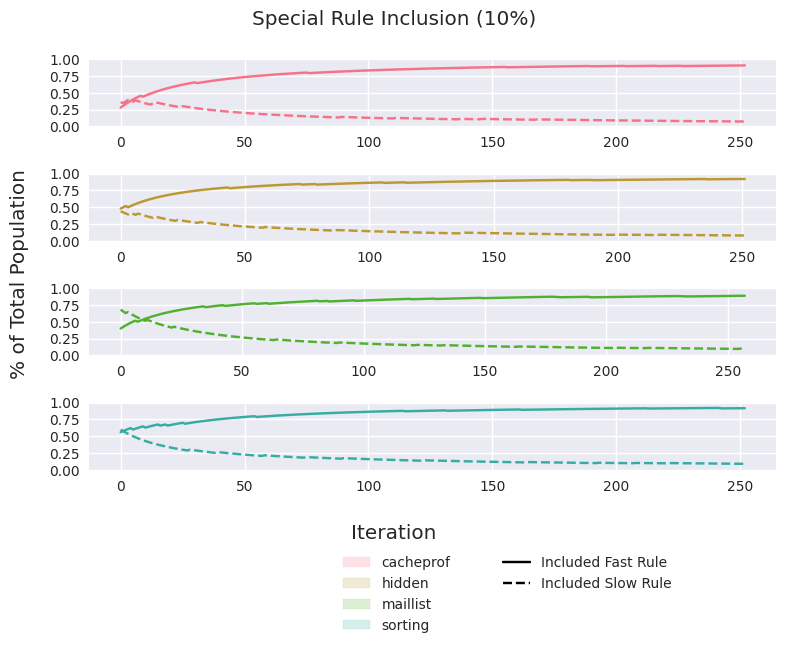 Special Rule Inclusion (10%)
1.00
0.75
0.50
0.25
0.00
0 50 100 150 200 250
1.00
0.75
0.50
0.25
0.00
0 50 100 150 200 250
1.00
0.75
0.50
0.25
0.00
0 50 100 150 200 250
1.00
0.75
0.50
0.25
0.00
0 50 100 150 200 250
% of Total Population
Iteration
cacheprof
hidden
maillist
sorting
Included Fast Rule
Included Slow Rule